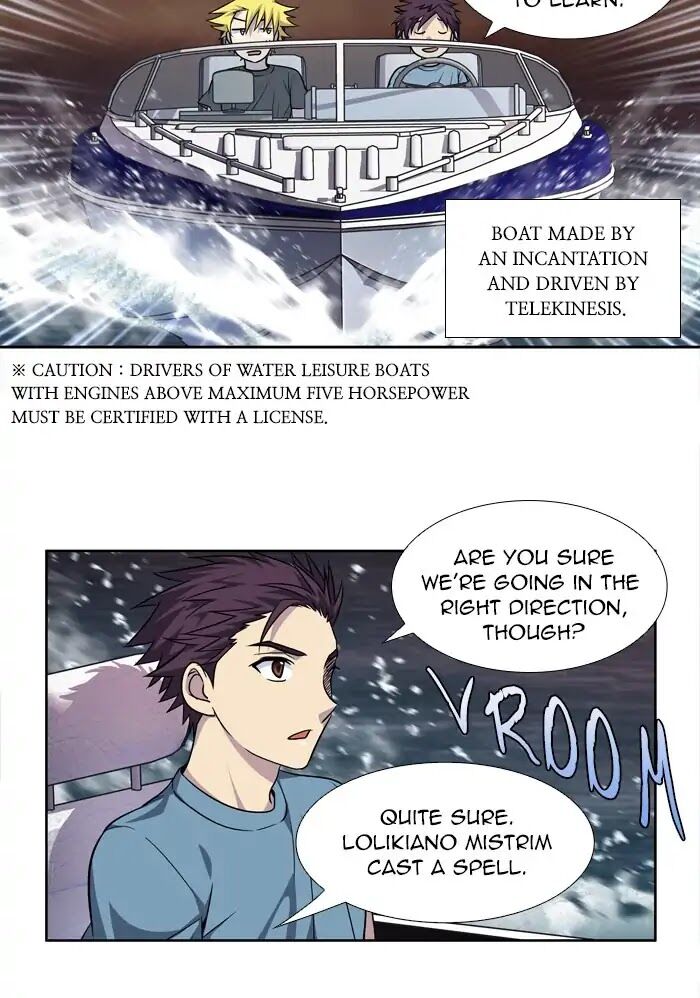 TO LEARN.
BOAT MADE BY
AN INCANTATION
AND DRIVEN BY
TELEKINESIS.
※ CAUTION : DRIVERS OF WATER LEISURE BOATS
WITH ENGINES ABOVE MAXIMUM FIVE HORSEPOWER
MUST BE CERTIFIED WITH A LICENSE.
ARE YOU SURE
WE'RE GOING IN THE
RIGHT DIRECTION,
THOUGH?
VROOM
QUITE SURE.
LOLIKIANO MISTRIM
CAST A SPELL.